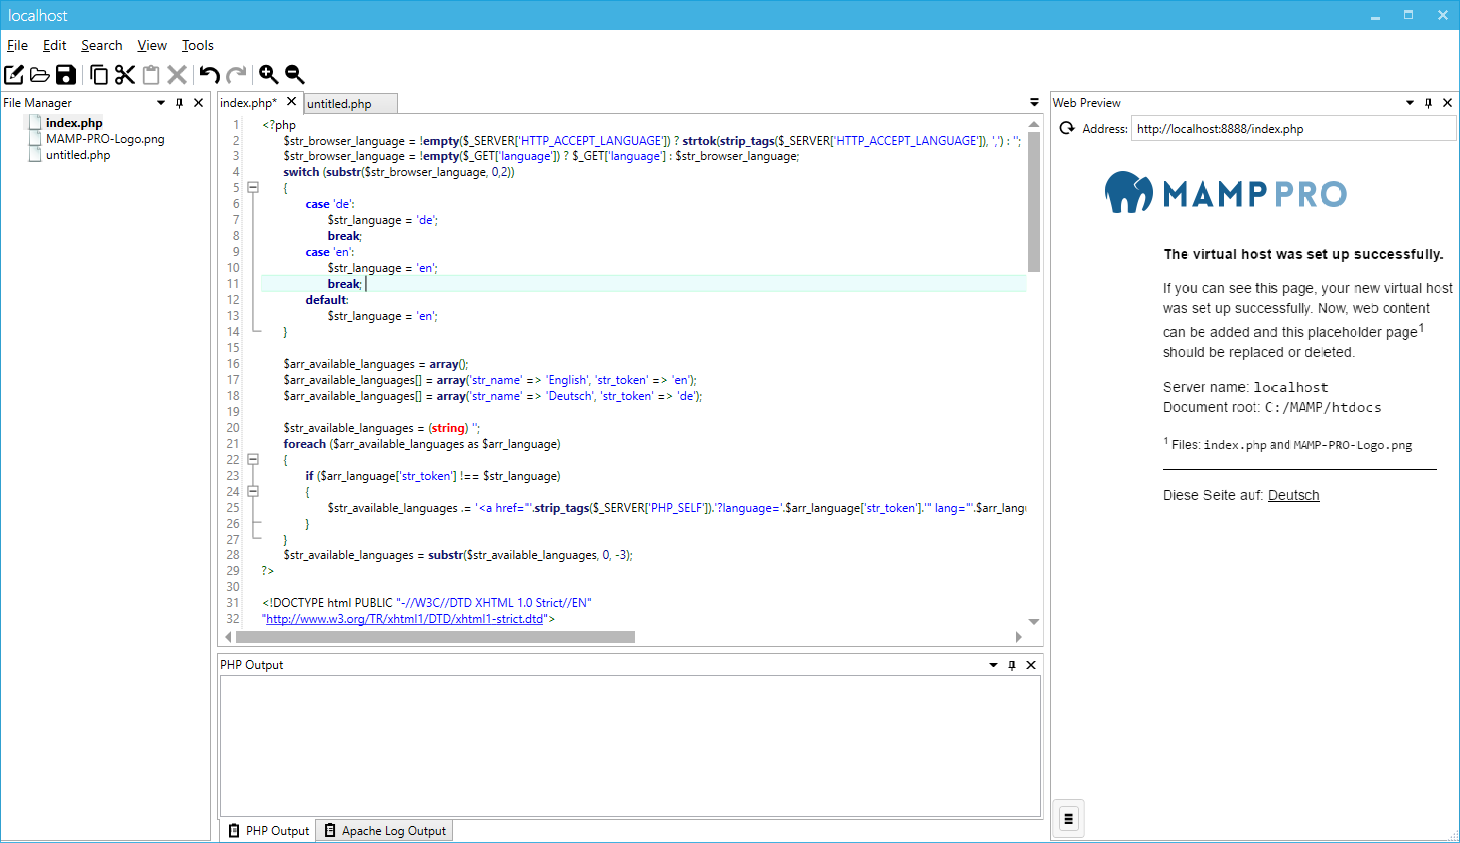 localhost
File Edit Search View Tools
File Manager
index.php
MAMP-PRO-Logo.png
untitled.php
index.php* untitled.php
1 <?php
2 $str_browser_language = !empty($_SERVER['HTTP_ACCEPT_LANGUAGE']) ? strtok(strip_tags($_SERVER['HTTP_ACCEPT_LANGUAGE']), ',') : '';
3 $str_browser_language = !empty($_GET['language']) ? $_GET['language'] : $str_browser_language;
4 switch (substr($str_browser_language, 0,2))
5 {
6 case 'de':
7 $str_language = 'de';
8 break;
9 case 'en':
10 $str_language = 'en';
11 break;
12 default:
13 $str_language = 'en';
14 }
15
16 $arr_available_languages = array();
17 $arr_available_languages[] = array('str_name' => 'English', 'str_token' => 'en');
18 $arr_available_languages[] = array('str_name' => 'Deutsch', 'str_token' => 'de');
19
20 $str_available_languages = (string) '';
21 foreach ($arr_available_languages as $arr_language)
22 {
23 if ($arr_language['str_token'] !== $str_language)
24 {
25 $str_available_languages .= '<a href="'.strip_tags($_SERVER['PHP_SELF']).'?language='.$arr_language['str_token'].'" lang="'.$arr_langu
26 }
27 }
28 $str_available_languages = substr($str_available_languages, 0, -3);
29 ?>
30
31 <!DOCTYPE html PUBLIC "-//W3C//DTD XHTML 1.0 Strict//EN"
32 "http://www.w3.org/TR/xhtml1/DTD/xhtml1-strict.dtd">
PHP Output
PHP Output Apache Log Output
Web Preview
Address: http://localhost:8888/index.php
MAMP PRO
The virtual host was set up successfully.
If you can see this page, your new virtual host
was set up successfully. Now, web content
can be added and this placeholder page1
should be replaced or deleted.
Server name: localhost
Document root: C:/MAMP/htdocs
1 Files: index.php and MAMP-PRO-Logo.png
Diese Seite auf: Deutsch